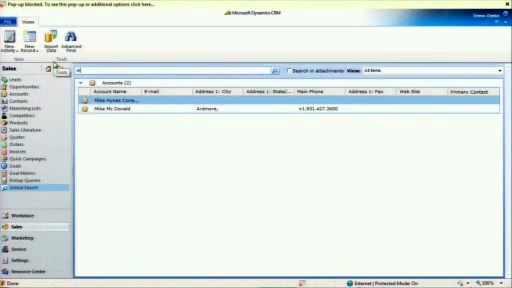 Pop-up blocked. To see this pop-up or additional options click here...
Microsoft Dynamics CRM
Demo Demo
File Home
New Activity New Record Import Data Advanced Find
New Tools
Sales
Tools
Search in attachments: View: All Items
Leads
Opportunities
Accounts
Contacts
Marketing Lists
Competitors
Products
Sales Literature
Quotes
Orders
Invoices
Quick Campaigns
Goals
Goal Metrics
Rollup Queries
Global Search
Accounts (2)
Account Name E-mail Address 1: City Address 1: State/... Main Phone Address 1: Fax Web Site Primary Contact
Mike Hynes Cons...
Mike Mc Donald Ardmore, +1-931.427.3600
Workplace
Sales
Marketing
Service
Settings
Resource Center
Done
Internet | Protected Mode: On
100%